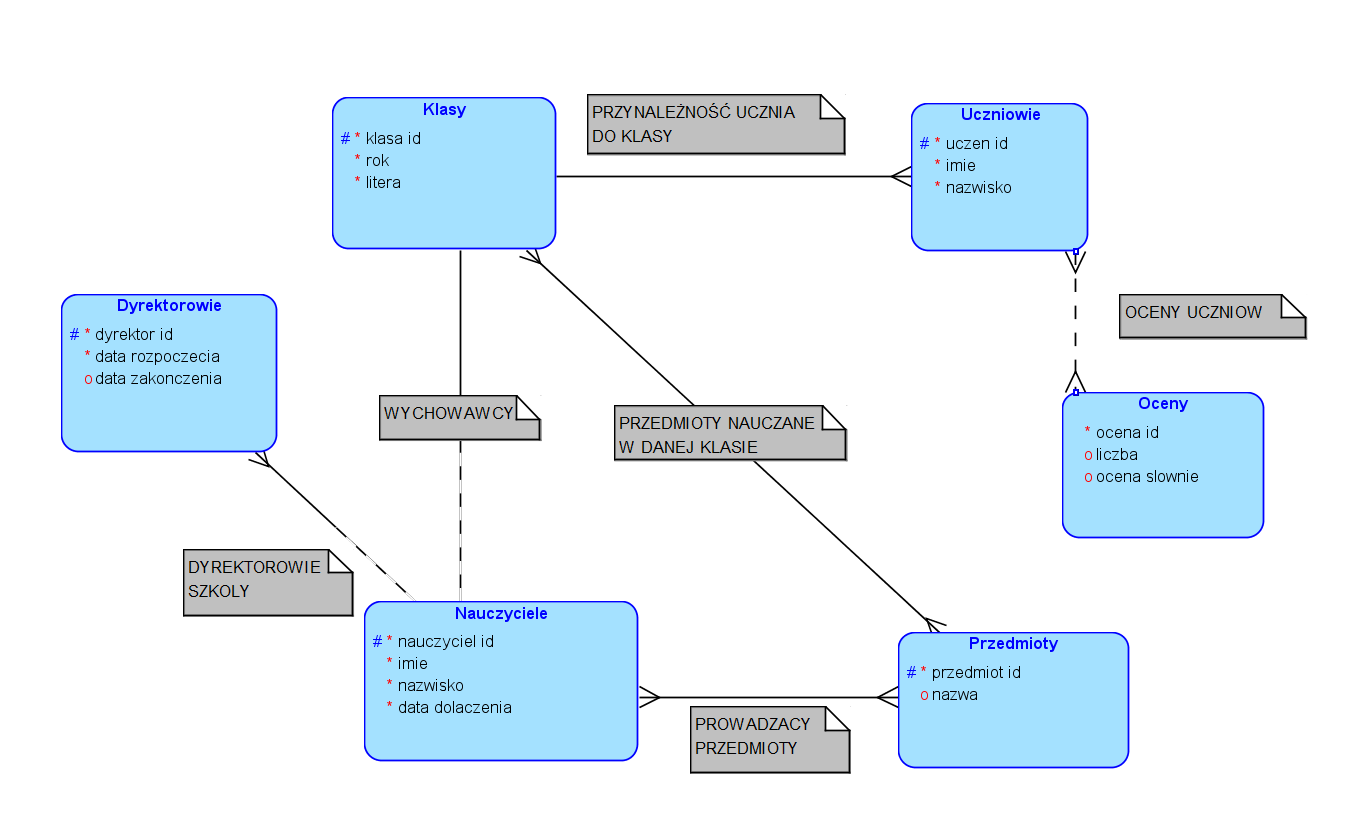 Klasy
# * klasa id
* rok
* litera
PRZYNALEŻNOŚĆ UCZNIA
DO KLASY
Uczniowie
# * uczen id
* imie
* nazwisko
Dyrektorowie
# * dyrektor id
* data rozpoczecia
o data zakonczenia
OCENY UCZNIOW
WYCHOWAWCY
PRZEDMIOTY NAUCZANE
W DANEJ KLASIE
Oceny
* ocena id
o liczba
o ocena slownie
DYREKTOROWIE
SZKOLY
Nauczyciele
# * nauczyciel id
* imie
* nazwisko
* data dolaczenia
PROWADZACY
PRZEDMIOTY
Przedmioty
# * przedmiot id
o nazwa